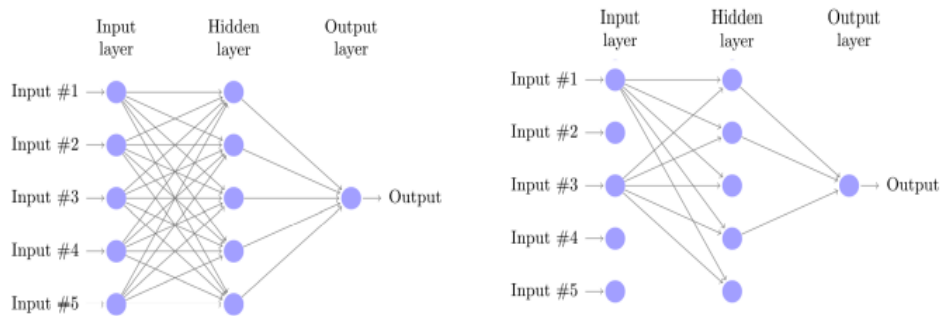 Input layer
Hidden layer
Output layer
Input #1
Input #2
Input #3
Input #4
Input #5
Output
Input layer
Hidden layer
Output layer
Input #1
Input #2
Input #3
Input #4
Input #5
Output